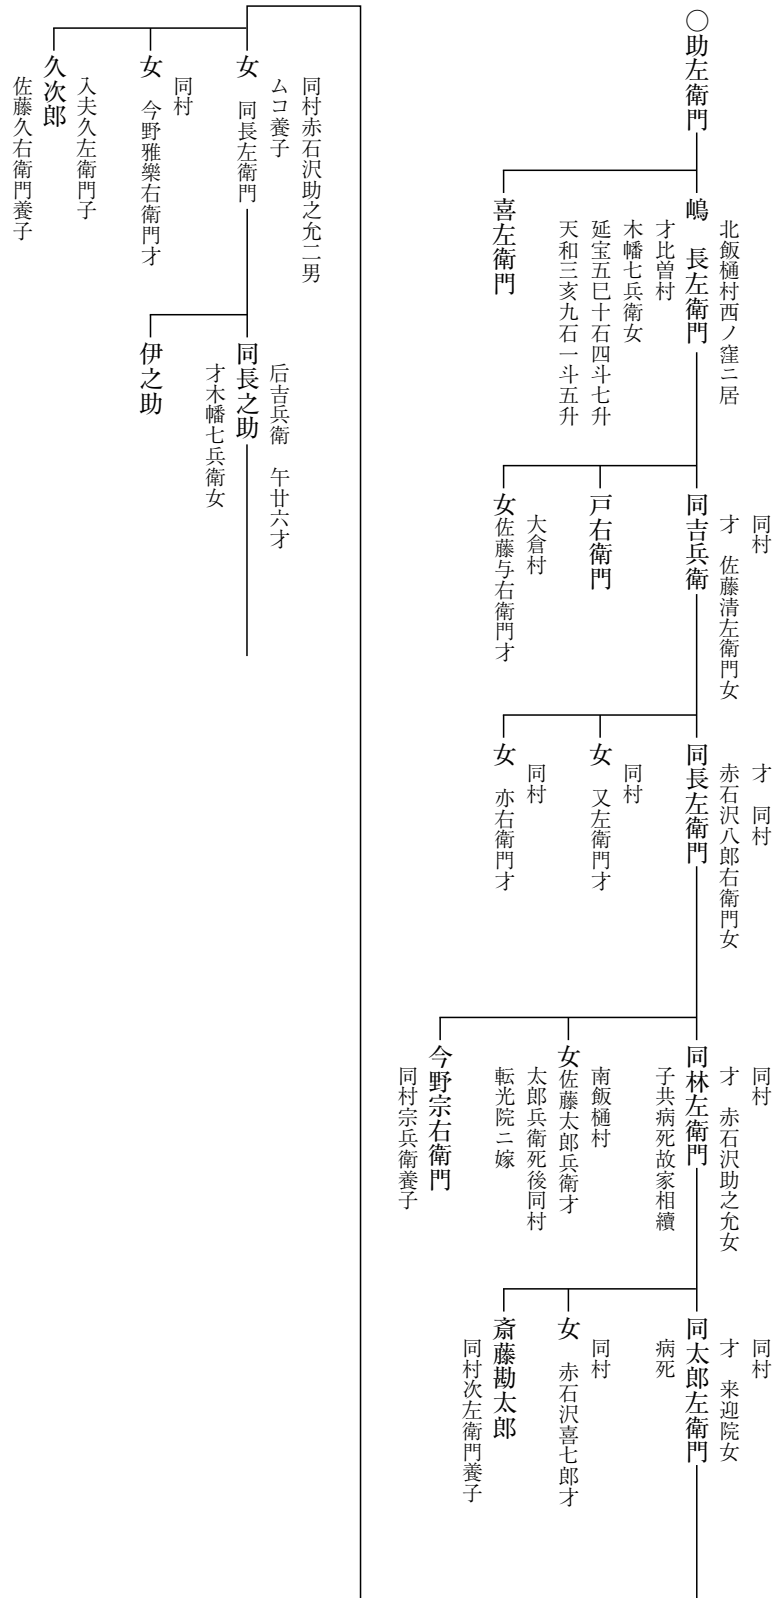 ○助左衛門
北飯樋村西ノ窪ニ居
嶋　長左衛門
才比曽村
木幡七兵衛女
延宝五巳十石四斗七升
天和三亥九石一斗五升
喜左衛門
同村
才　佐藤清左衛門女
同吉兵衛
戸右衛門
大倉村
女佐藤与右衛門才
才　同村
赤石沢八郎右衛門女
同長左衛門
同村
女　又左衛門才
同村
女　亦右衛門才
同村
才　赤石沢助之允女
同林左衛門
子共病死故家相續
南飯樋村
女佐藤太郎兵衛才
太郎兵衛死後同村
転光院ニ嫁
今野宗右衛門
同村宗兵衛養子
同村
才　来迎院女
同太郎左衛門
病死
同村
女　赤石沢喜七郎才
斎藤勘太郎
同村次左衛門養子
同村赤石沢助之允二男
ムコ養子
女　同長左衛門
同村
女　今野雅樂右衛門才
入夫久左衛門子
久次郎
佐藤久右衛門養子
后吉兵衛　午廿六才
同長之助
才木幡七兵衛女
伊之助